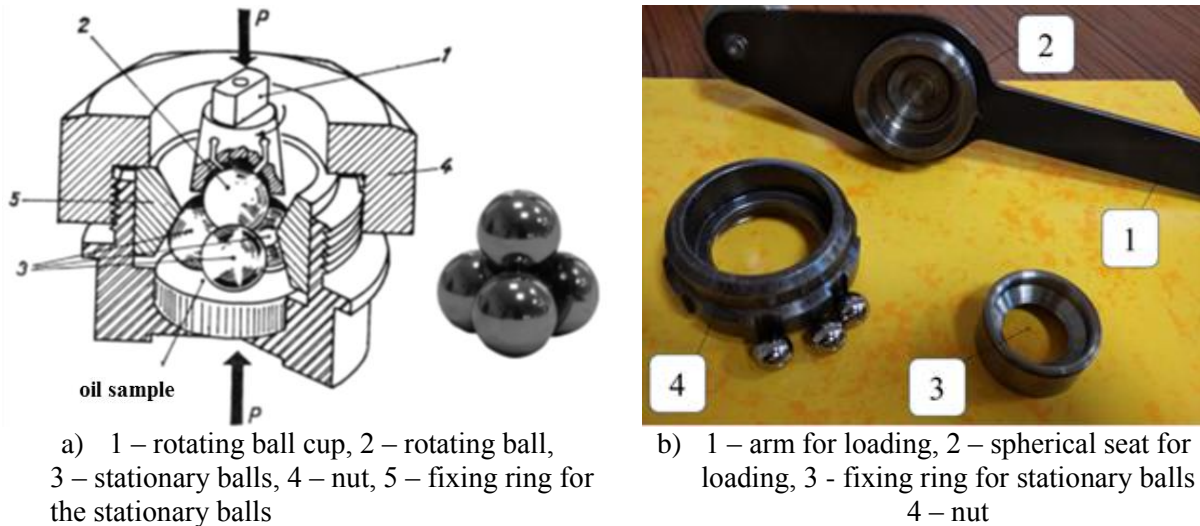 P
2
1
4
5
3
oil sample
P
2
1
4
3
a) 1 – rotating ball cup, 2 – rotating ball,
3 – stationary balls, 4 – nut, 5 – fixing ring for
the stationary balls
b) 1 – arm for loading, 2 – spherical seat for
loading, 3 - fixing ring for stationary balls
4 – nut